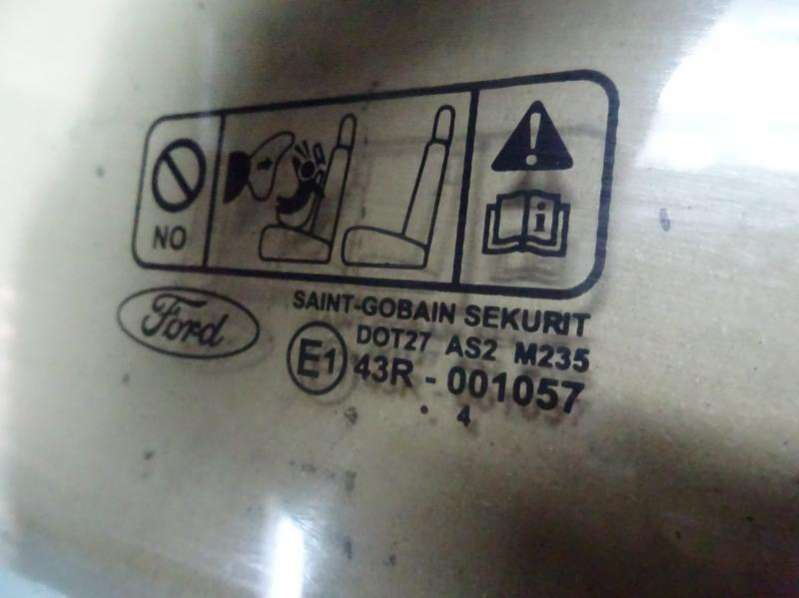 NO
Ford
SAINT-GOBAIN SEKURIT
DOT27 AS2 M235
E1 43R - 001057
. 4